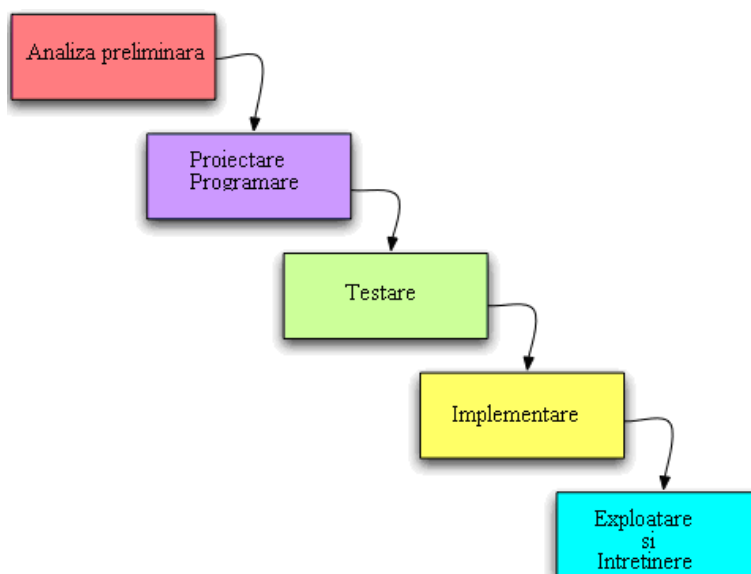 Analiza preliminara
Proiectare
Programare
Testare
Implementare
Exploatare
si
Intretinere